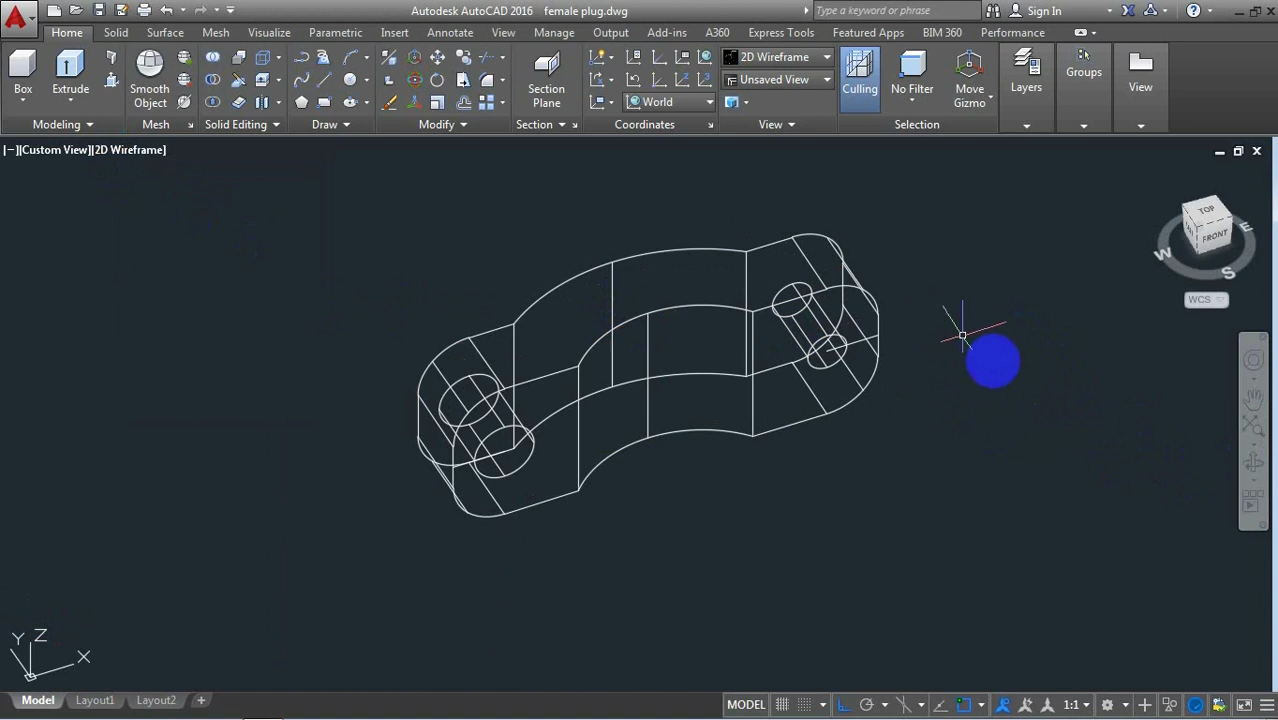 Autodesk AutoCAD 2016 female plug.dwg
Type a keyword or phrase
Sign In
Home Solid Surface Mesh Visualize Parametric Insert Annotate View Manage Output Add-ins A360 Express Tools Featured Apps BIM 360 Performance
Box
Extrude
Smooth
Object
Section
Plane
2D Wireframe
Unsaved View
World
Culling
No Filter
Move
Gizmo
Layers
Groups
View
Modeling
Mesh
Solid Editing
Draw
Modify
Section
Coordinates
View
Selection
[−][Custom View][2D Wireframe]
TOP
FRONT
W
E
S
WCS
Y Z
X
Model Layout1 Layout2
MODEL
1:1